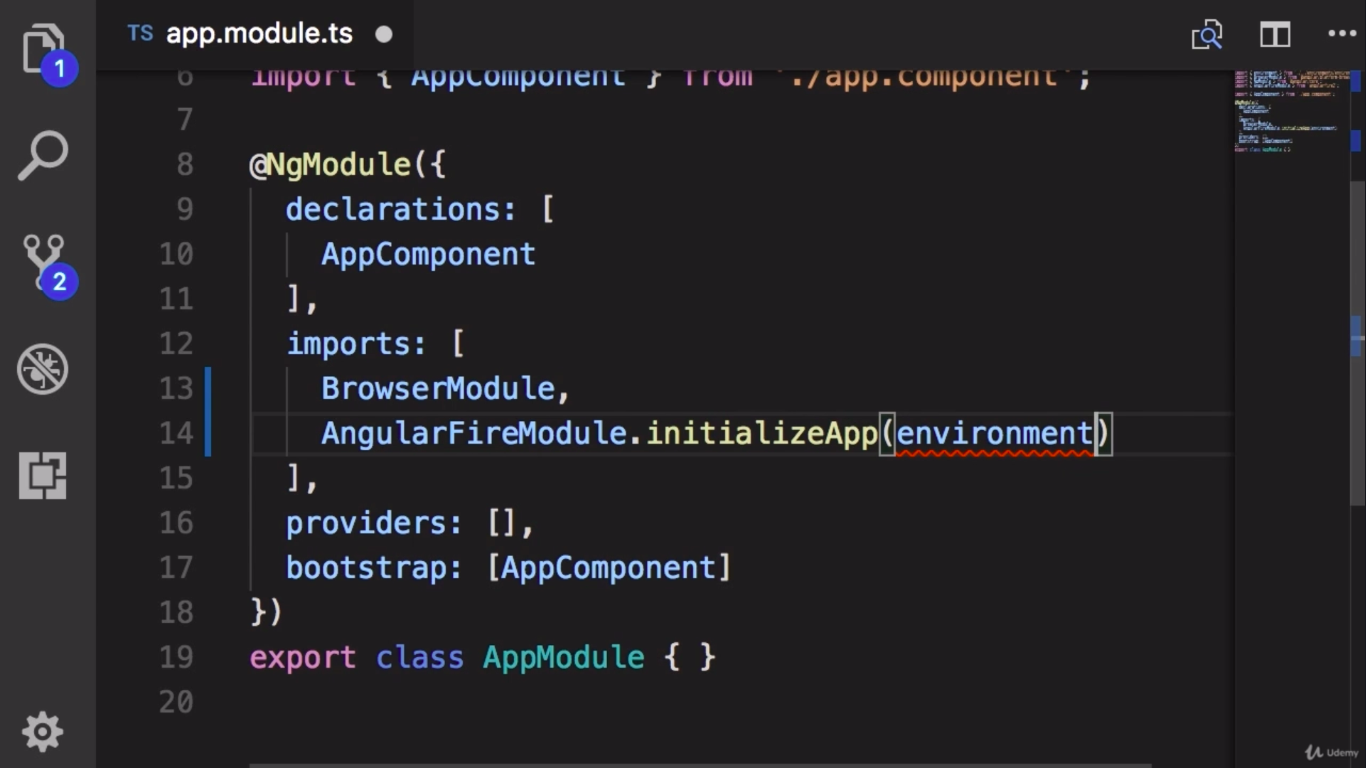 TS app.module.ts
1
6 import { AppComponent } from './app.component';
7
8 @NgModule({
9 declarations: [
10 AppComponent
2
11 ],
12 imports: [
13 BrowserModule,
14 AngularFireModule.initializeApp(environment)
15 ],
16 providers: [],
17 bootstrap: [AppComponent]
18 })
19 export class AppModule { }
20
Udemy